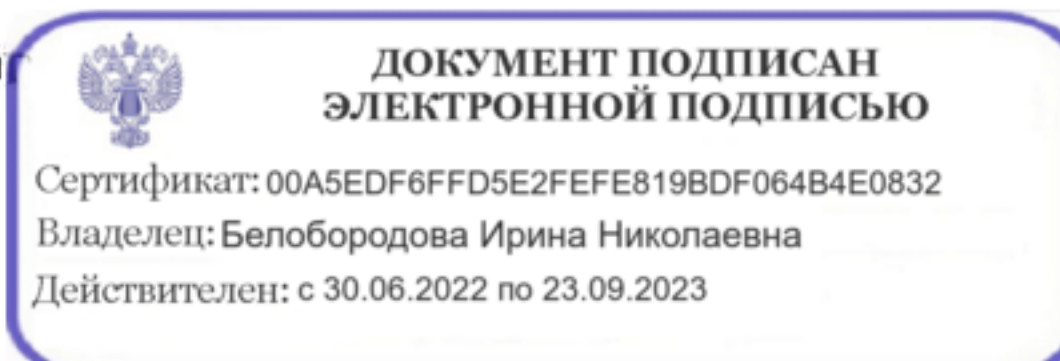 ДОКУМЕНТ ПОДПИСАН
ЭЛЕКТРОННОЙ ПОДПИСЬЮ
Сертификат: 00A5EDF6FFD5E2FEFE819BDF064B4E0832
Владелец: Белобородова Ирина Николаевна
Действителен: с 30.06.2022 по 23.09.2023